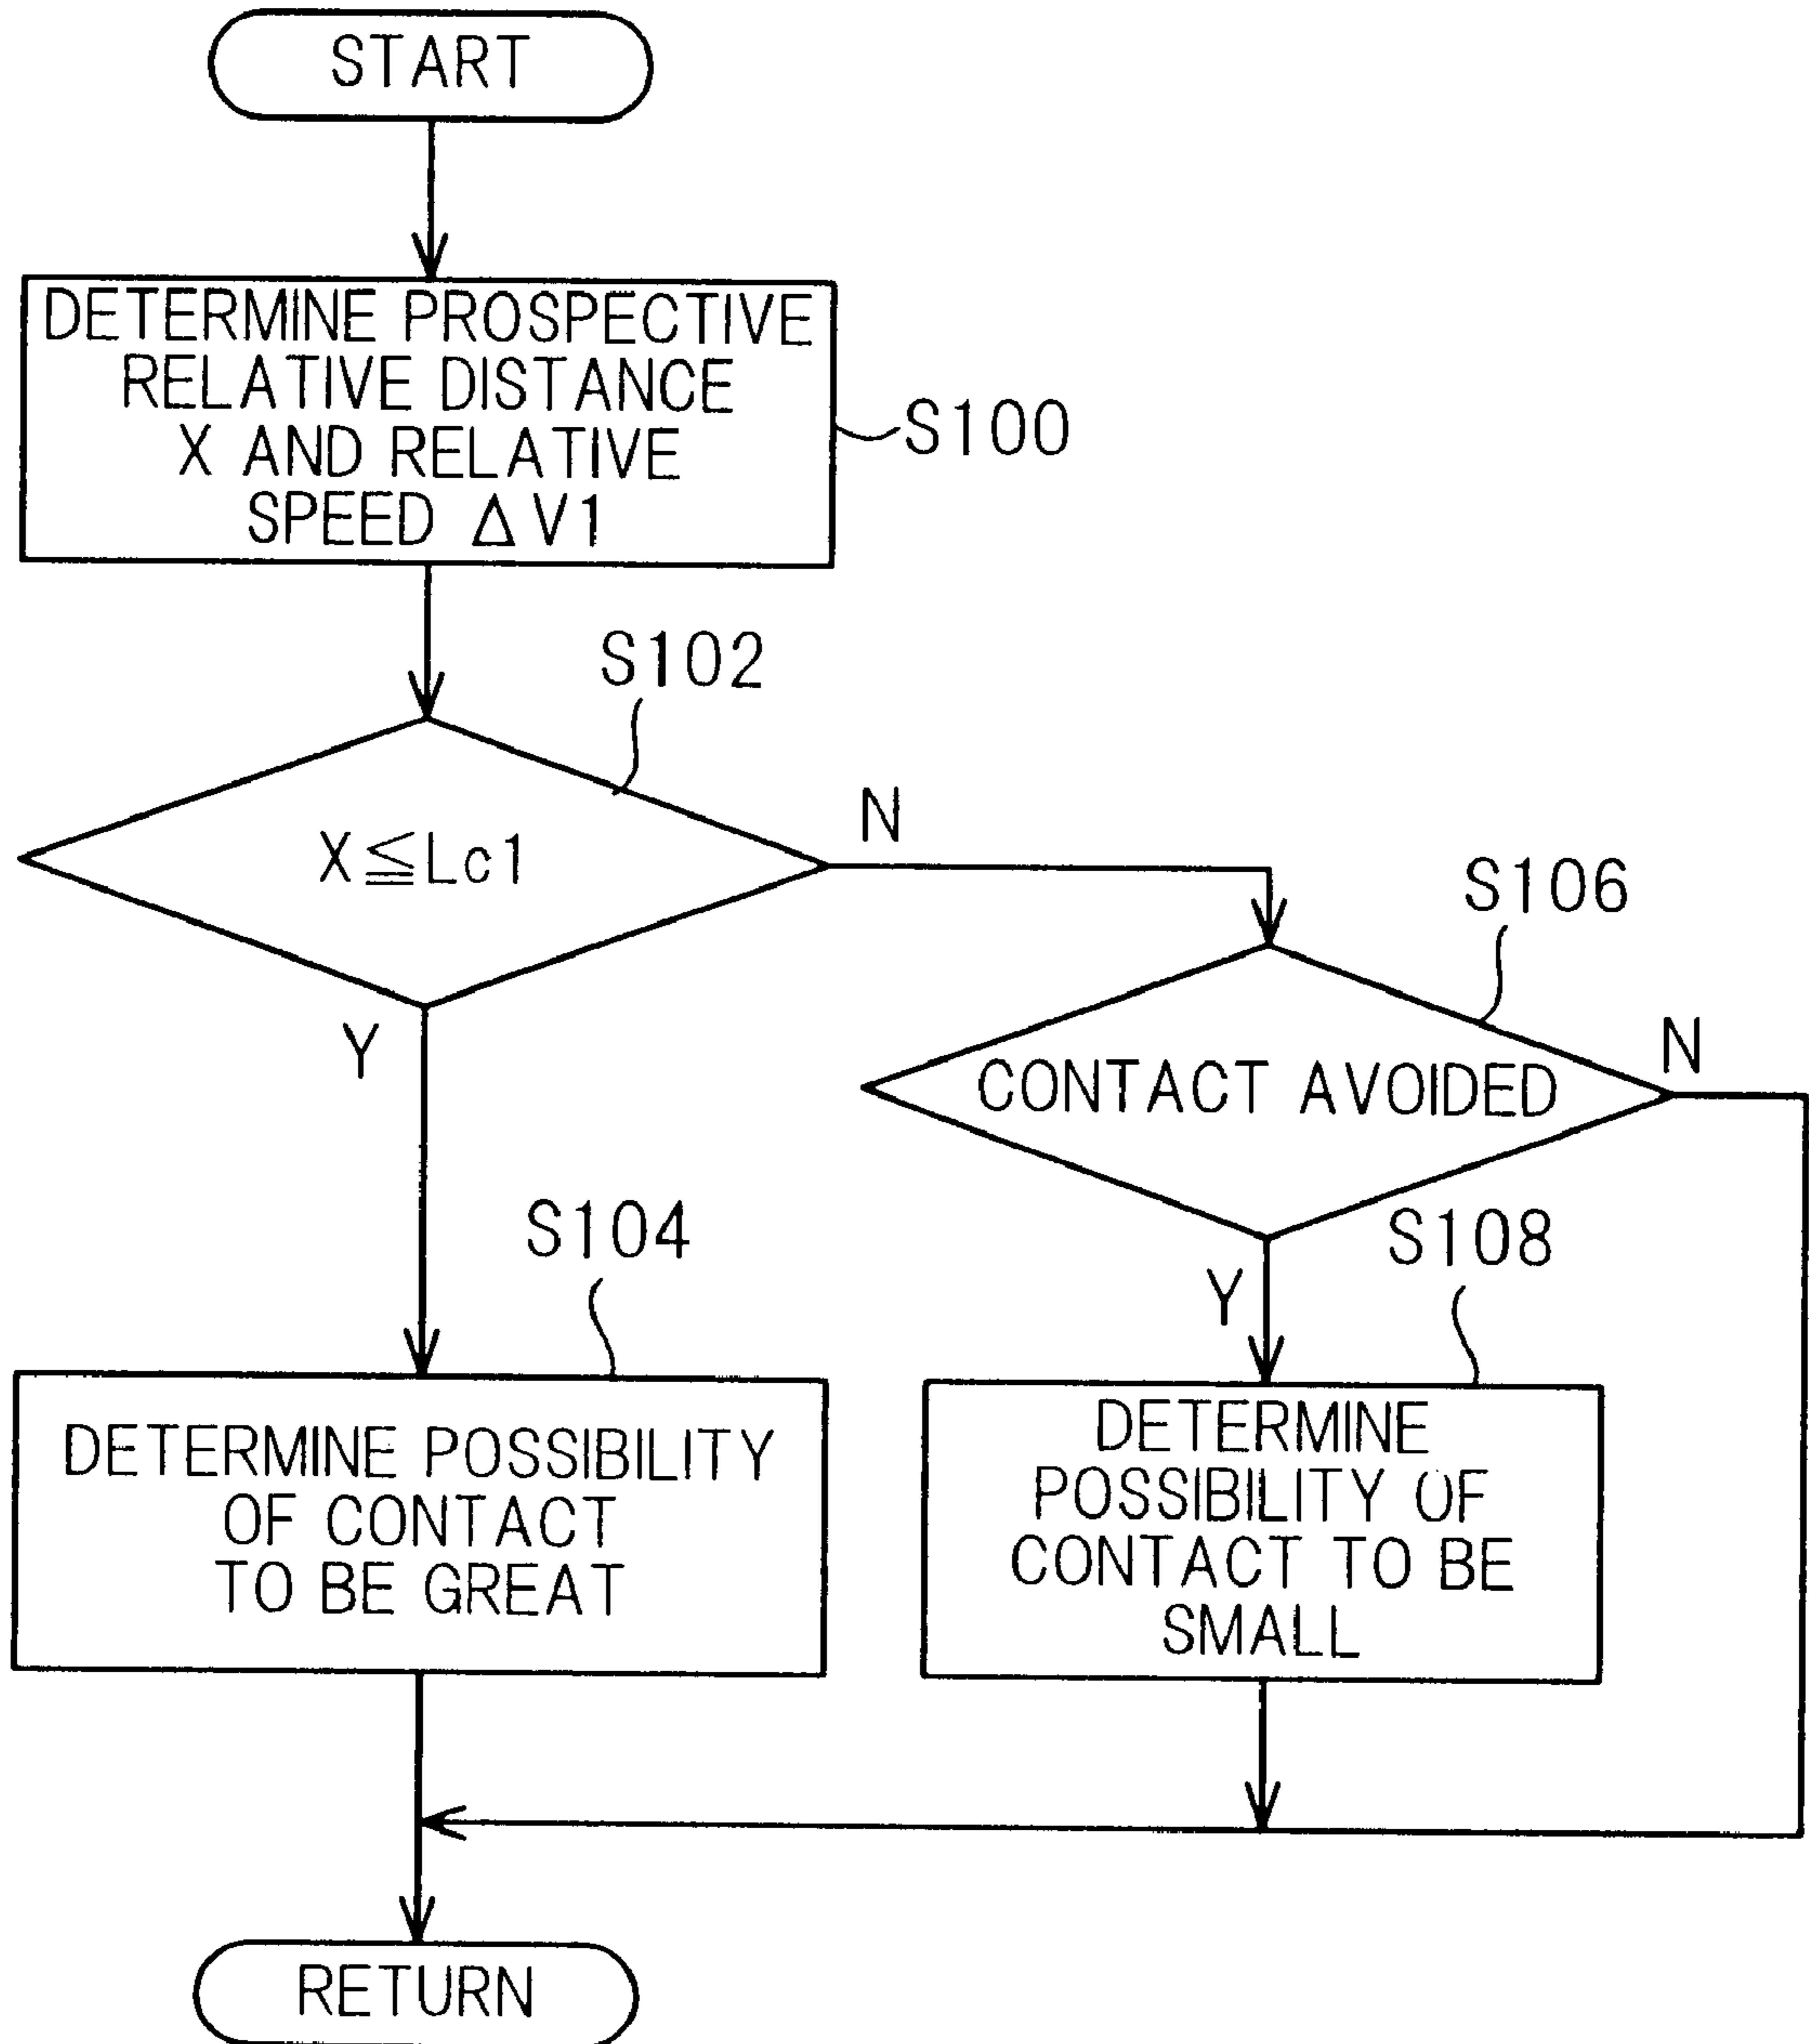 START
DETERMINE PROSPECTIVE
RELATIVE DISTANCE
X AND RELATIVE
SPEED ΔV1
S100
S102
X≦Lc1
N
Y
S106
CONTACT AVOIDED
N
Y
S104
DETERMINE POSSIBILITY
OF CONTACT
TO BE GREAT
S108
DETERMINE
POSSIBILITY OF
CONTACT TO BE
SMALL
RETURN